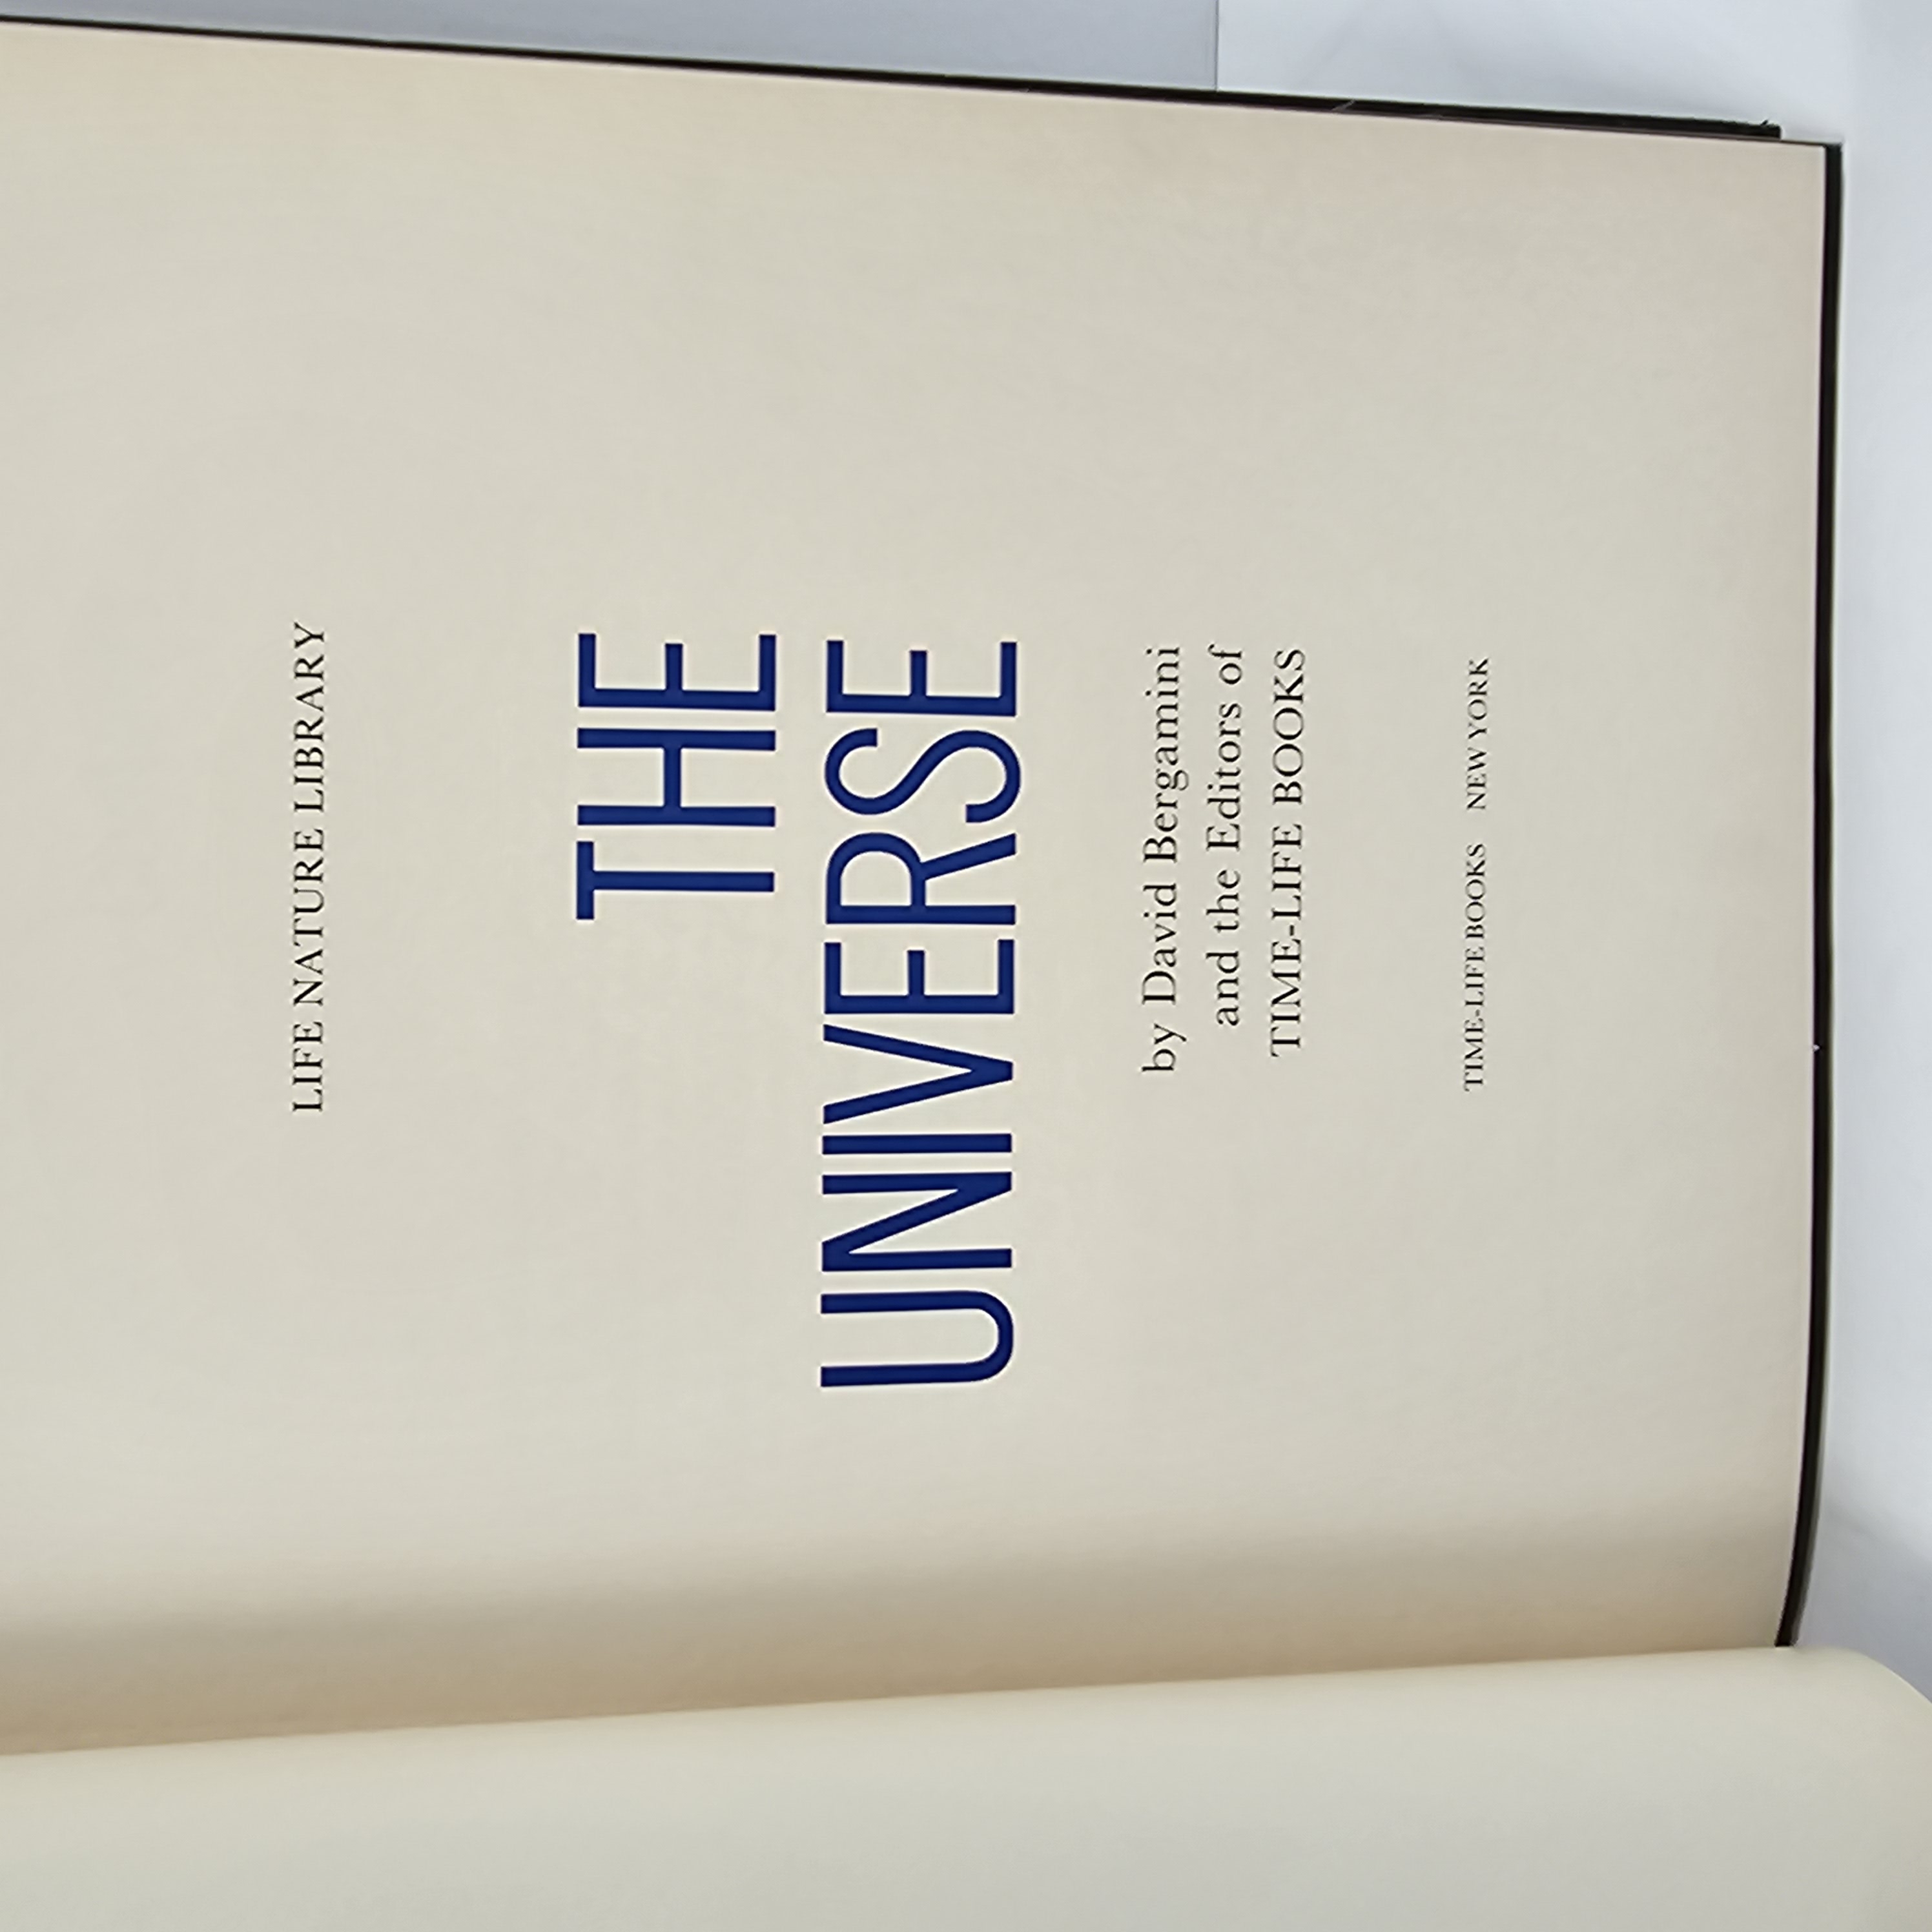 LIFE NATURE LIBRARY
THE
UNIVERSE
by David Bergamini
and the Editors of
TIME-LIFE BOOKS
TIME-LIFE BOOKS NEW YORK